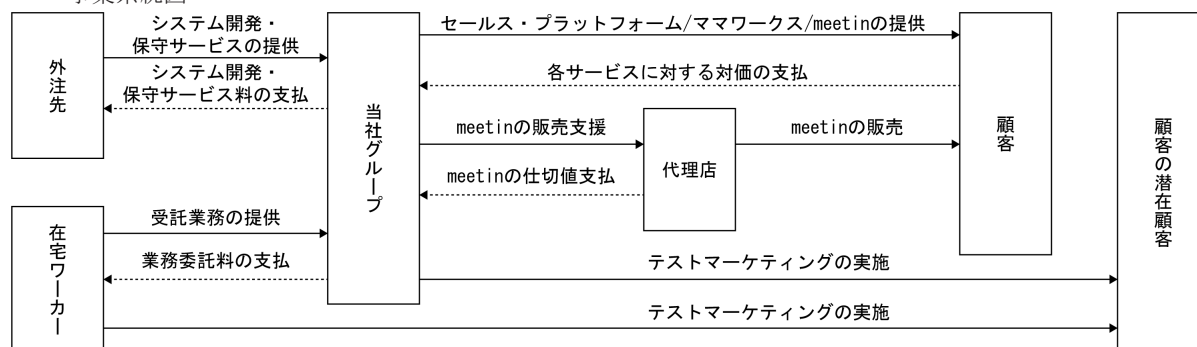 事業系統図
外注先
システム開発・
保守サービスの提供
システム開発・
保守サービス料の支払
当社グループ
セールス・プラットフォーム/ママワークス/meetinの提供
各サービスに対する対価の支払
meetinの販売支援
meetinの仕切値支払
代理店
meetinの販売
顧客
顧客の潜在顧客
在宅ワーカー
受託業務の提供
業務委託料の支払
テストマーケティングの実施
テストマーケティングの実施